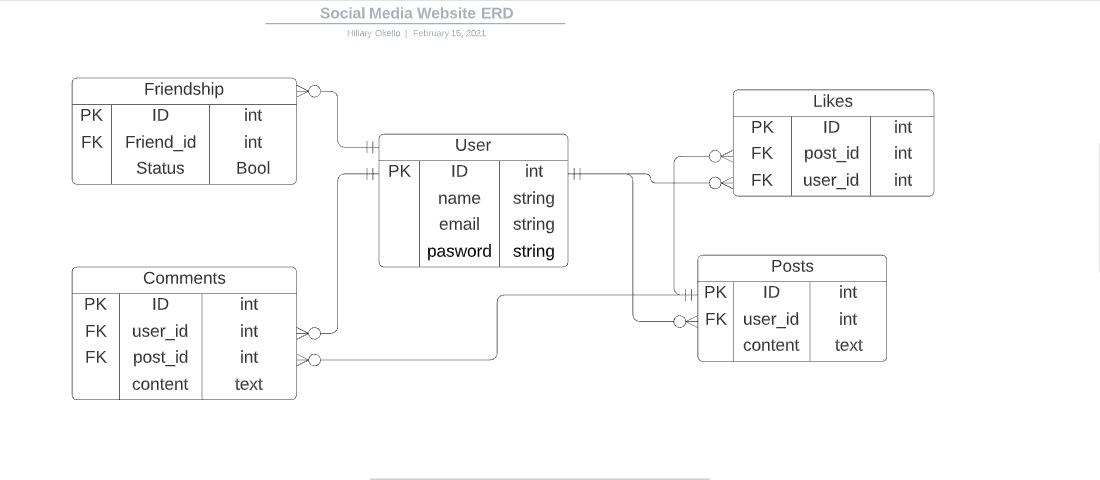 Social Media Website ERD
Hillary Okello | February 15, 2021
Friendship
PK ID int
FK Friend_id int
Status Bool
User
PK ID int
name string
email string
pasword string
Likes
PK ID int
FK post_id int
FK user_id int
Comments
PK ID int
FK user_id int
FK post_id int
content text
Posts
PK ID int
FK user_id int
content text